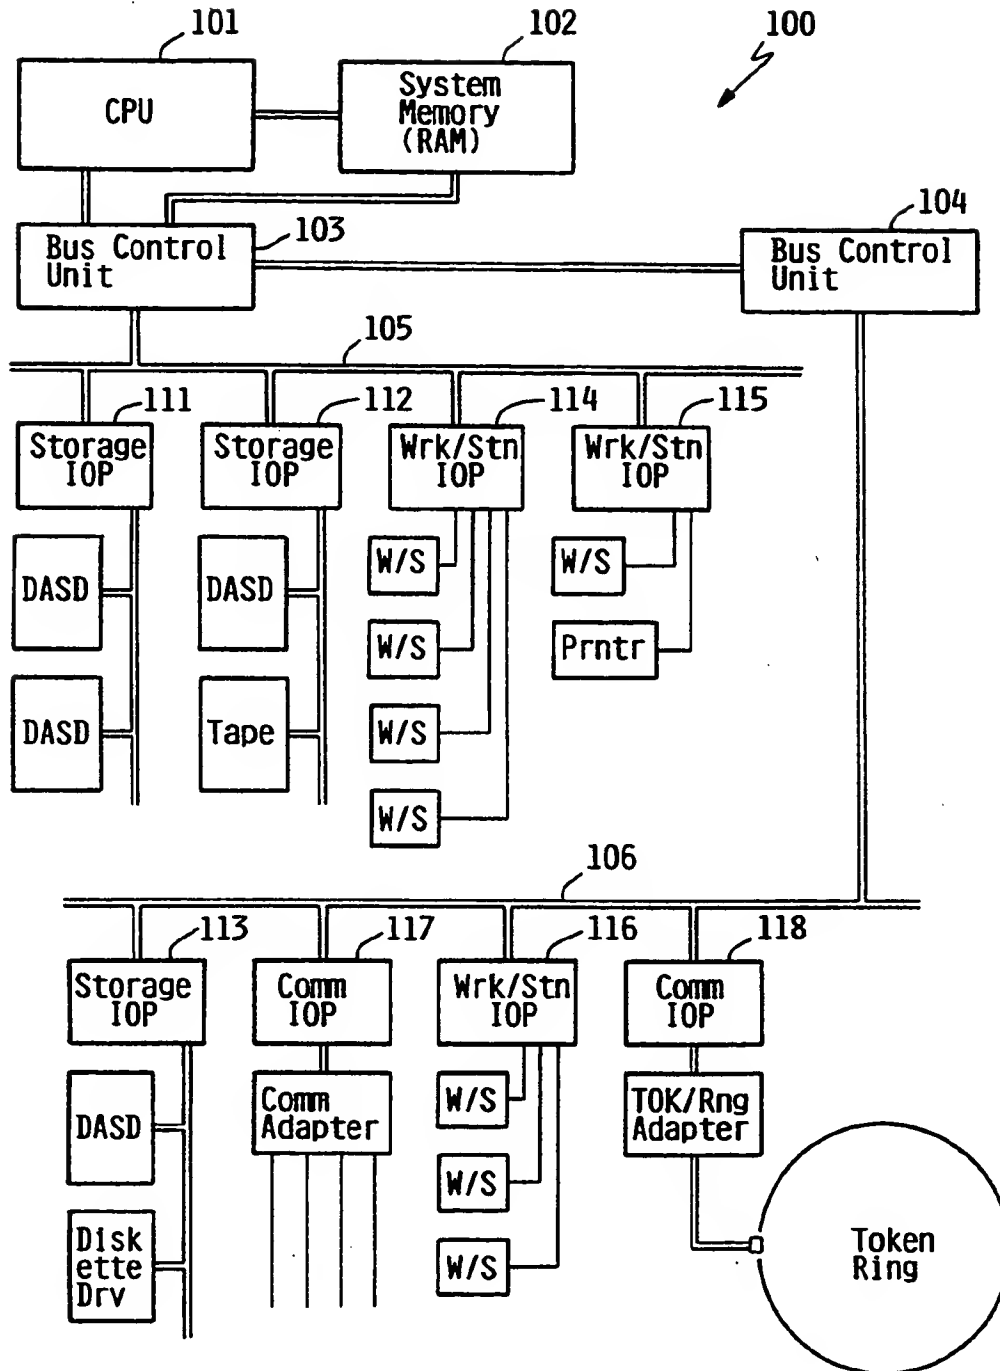 101
102
100
CPU
System
Memory
(RAM)
103
104
Bus Control
Unit
Bus Control
Unit
105
111
112
114
115
Storage
IOP
Storage
IOP
Wrk/Stn
IOP
Wrk/Stn
IOP
DASD
DASD
W/S
W/S
W/S
Prntr
DASD
Tape
W/S
W/S
106
113
117
116
118
Storage
IOP
Comm
IOP
Wrk/Stn
IOP
Comm
IOP
DASD
Comm
Adapter
W/S
TOK/Rng
Adapter
W/S
Disk
ette
Drv
W/S
Token
Ring